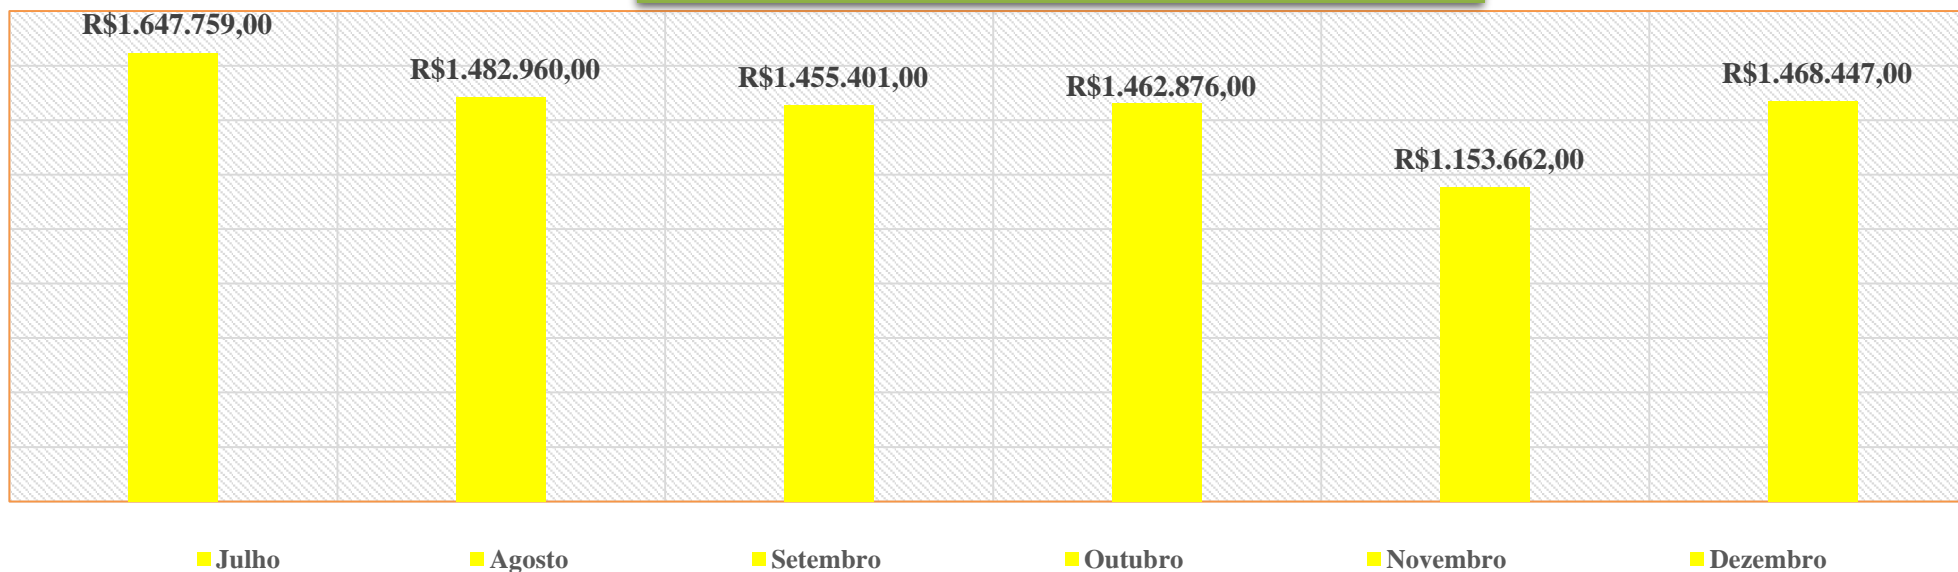 R$1.647.759,00
R$1.482.960,00
R$1.455.401,00
R$1.462.876,00
R$1.153.662,00
R$1.468.447,00
Julho
Agosto
Setembro
Outubro
Novembro
Dezembro